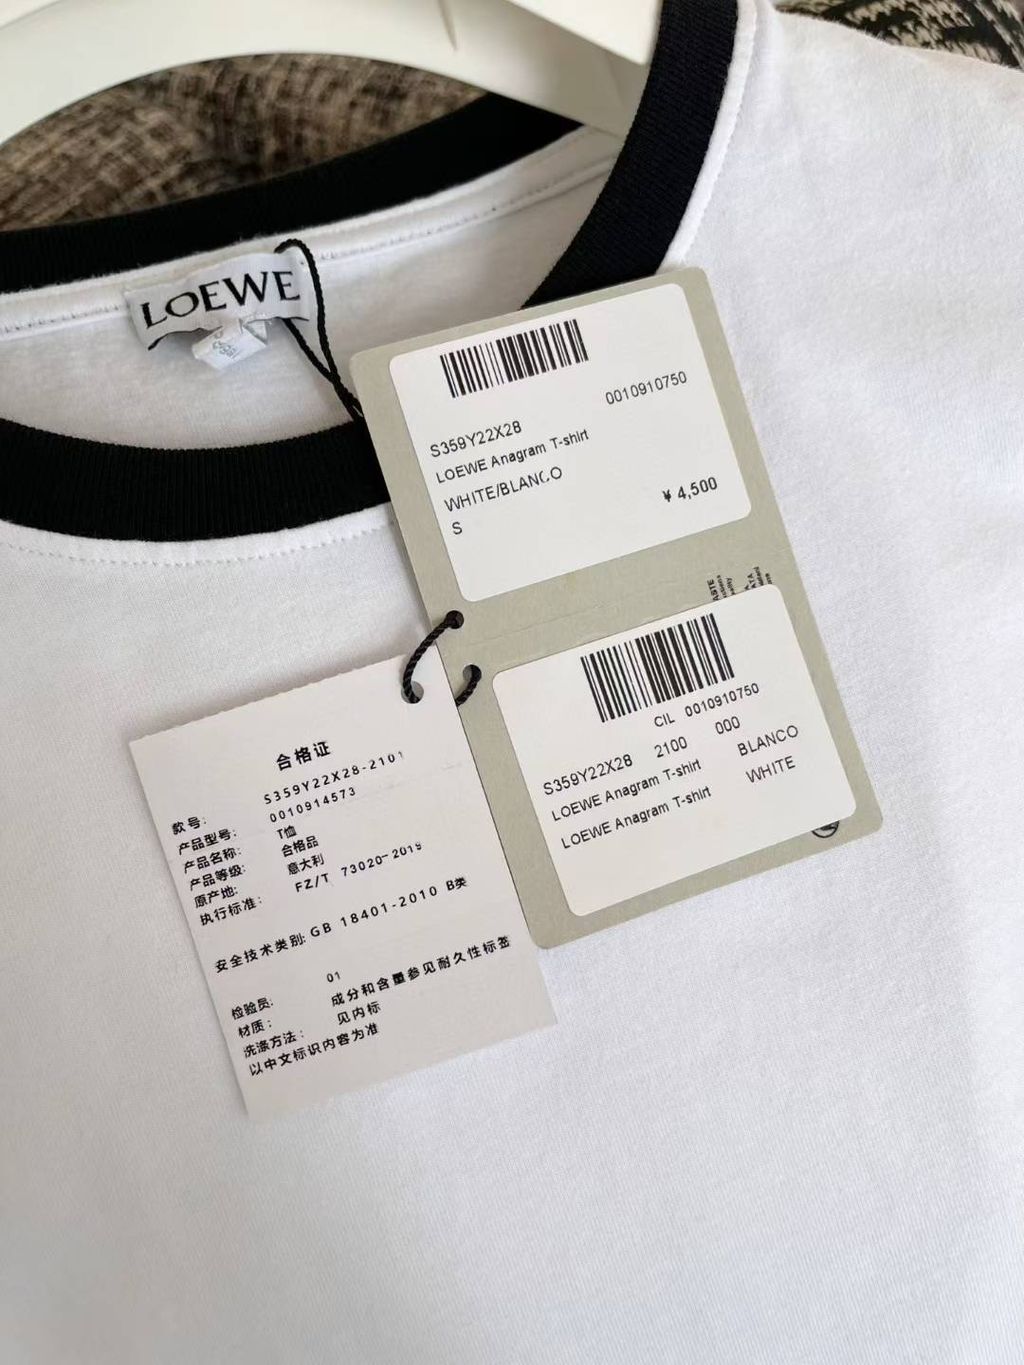 LOEWE
0010910750
S359Y22X28
LOEWE Anagram T-shirt
WHITE/BLANCO
¥ 4,500
S
CIL 0010910750
S359Y22X28 2100 000
LOEWE Anagram T-shirt BLANCO
LOEWE Anagram T-shirt WHITE
合格证
款号: S359Y22X28-2101
产品型号: 0010914573
产品名称: T恤
产品等级: 合格品
原产地: 意大利
执行标准: FZ/T 73020-2019
安全技术类别: GB 18401-2010 B类
检验员: 01
材质: 成分和含量参见耐久性标签
洗涤方法: 见内标
以中文标识内容为准